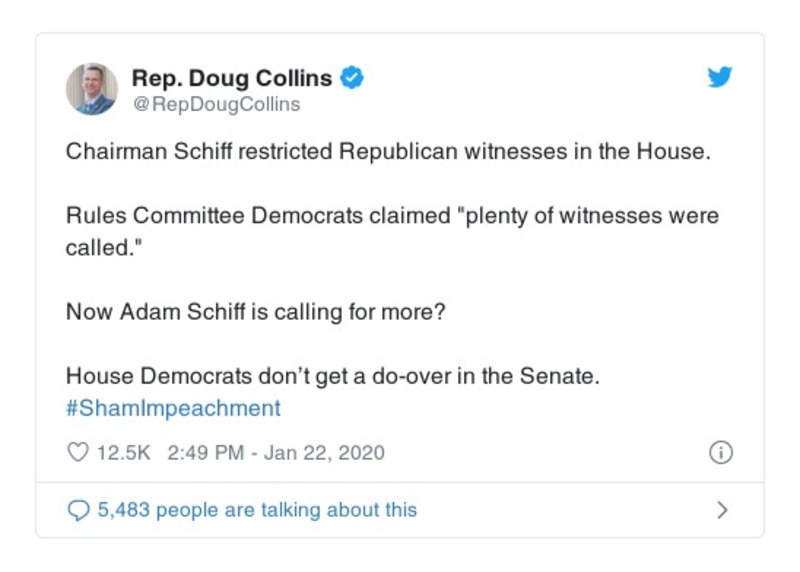 Rep. Doug Collins
@RepDougCollins
Chairman Schiff restricted Republican witnesses in the House.
Rules Committee Democrats claimed "plenty of witnesses were
called."
Now Adam Schiff is calling for more?
House Democrats don’t get a do-over in the Senate.
#ShamImpeachment
12.5K 2:49 PM - Jan 22, 2020
5,483 people are talking about this